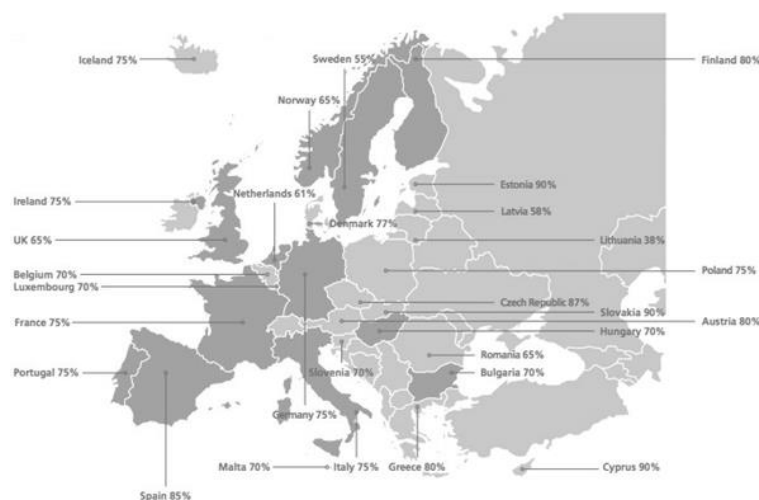 Iceland 75%
Sweden 55%
Finland 80%
Norway 65%
Estonia 90%
Ireland 75%
Netherlands 61%
Latvia 58%
Denmark 77%
UK 65%
Lithuania 38%
Belgium 70%
Poland 75%
Luxembourg 70%
Czech Republic 87%
Slovakia 90%
France 75%
Austria 80%
Hungary 70%
Romania 65%
Portugal 75%
Slovenia 70%
Bulgaria 70%
Germany 75%
Malta 70%
Italy 75%
Greece 80%
Cyprus 90%
Spain 85%